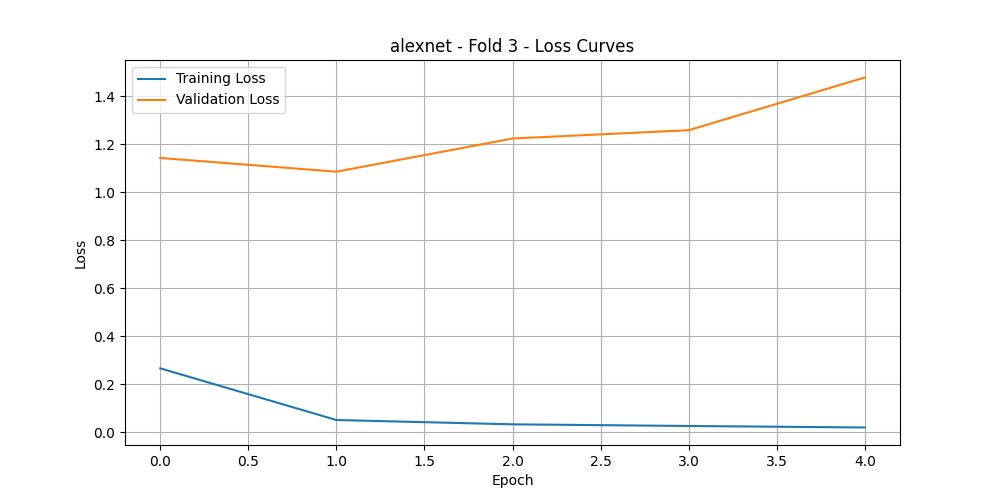 alexnet - Fold 3 - Loss Curves
Training Loss
Validation Loss
Loss
1.4
1.2
1.0
0.8
0.6
0.4
0.2
0.0
0.0 0.5 1.0 1.5 2.0 2.5 3.0 3.5 4.0
Epoch